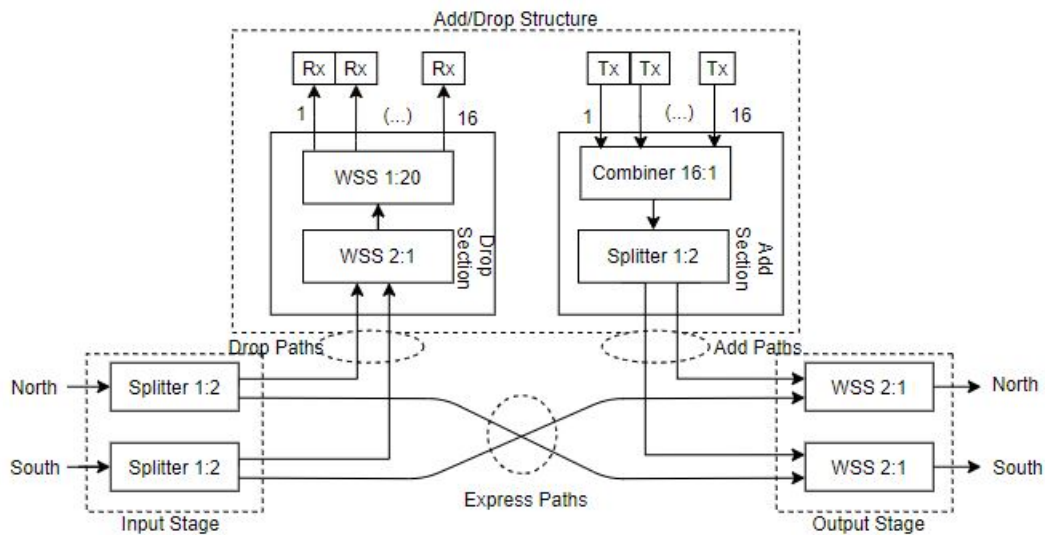 Add/Drop Structure
Rx Rx Rx
Tx Tx Tx
1 (...) 16
1 (...) 16
WSS 1:20
WSS 2:1
Drop
Section
Combiner 16:1
Splitter 1:2
Add
Section
Drop Paths
Add Paths
North
Splitter 1:2
South
Splitter 1:2
Input Stage
Express Paths
WSS 2:1
North
WSS 2:1
South
Output Stage